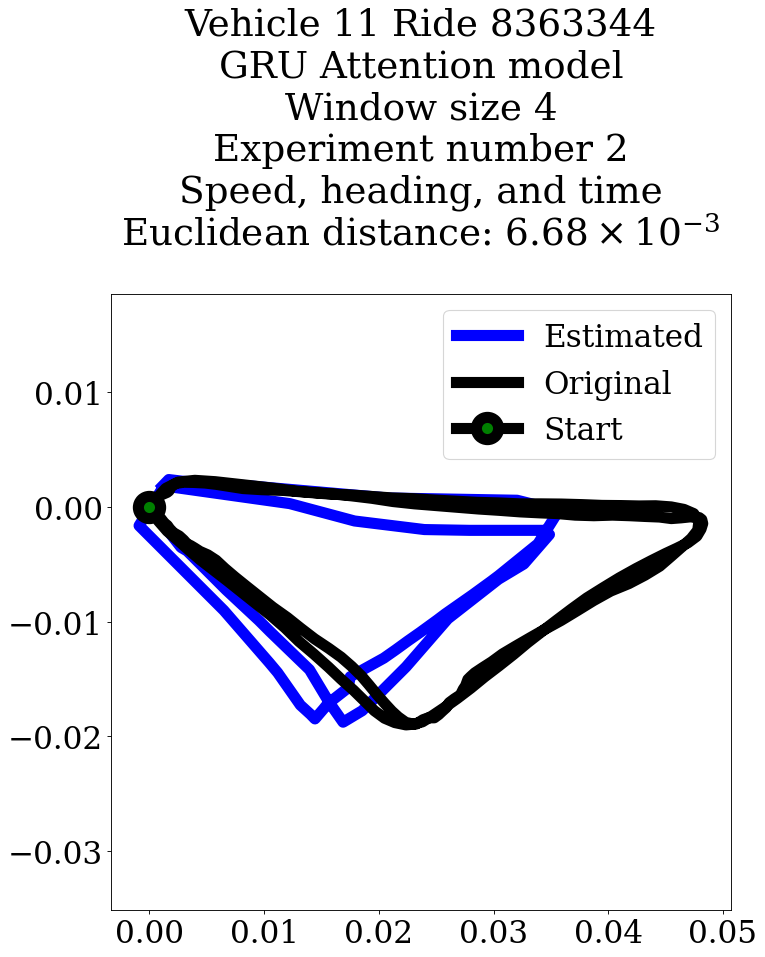 Vehicle 11 Ride 8363344
GRU Attention model
Window size 4
Experiment number 2
Speed, heading, and time
Euclidean distance: 6.68 × 10⁻³
Estimated
Original
Start
0.01
0.00
−0.01
−0.02
−0.03
0.00 0.01 0.02 0.03 0.04 0.05